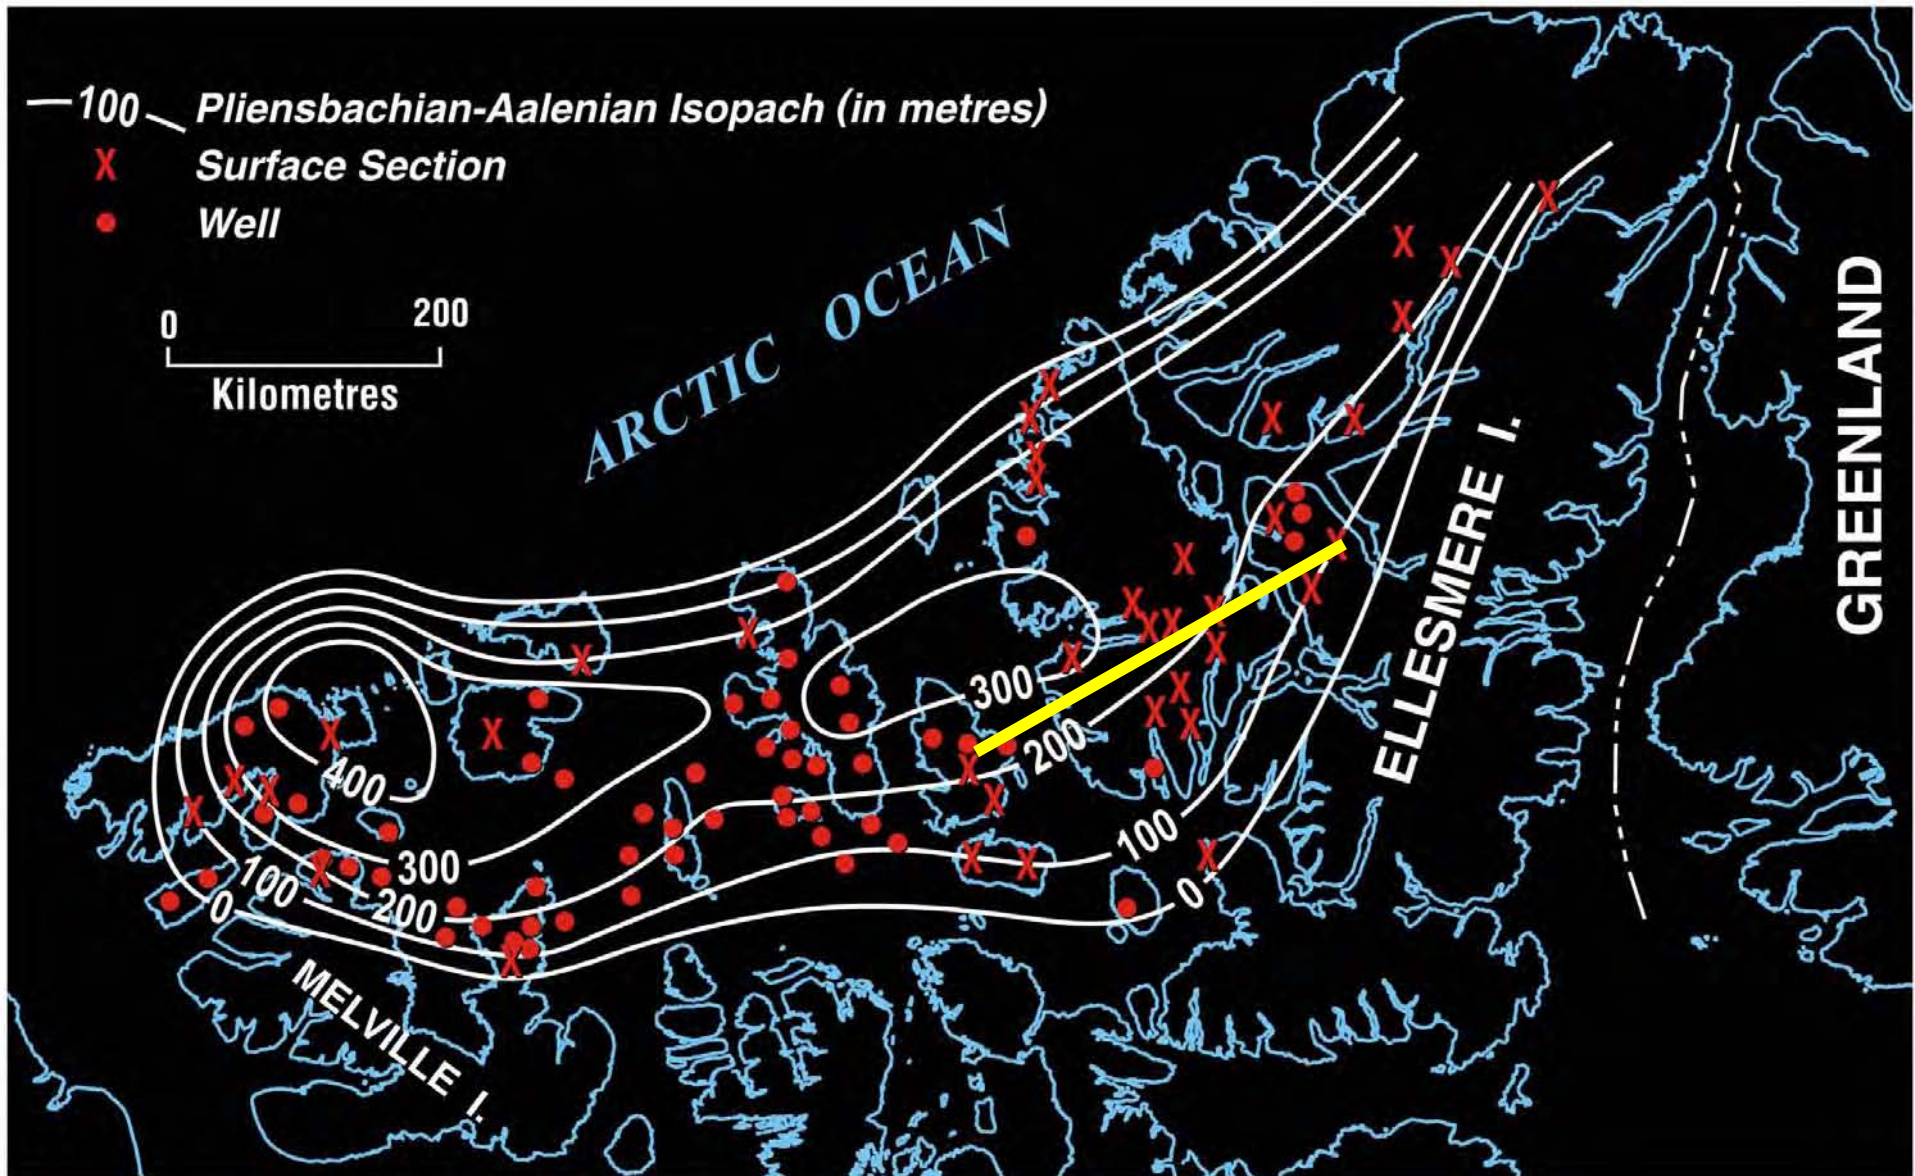 100 Pliensbachian-Aalenian Isopach (in metres)
X Surface Section
Well
0 200
Kilometres
ARCTIC OCEAN
GREENLAND
ELLESMERE I.
MELVILLE I.
300
200
400
100
300
0
100
200
0